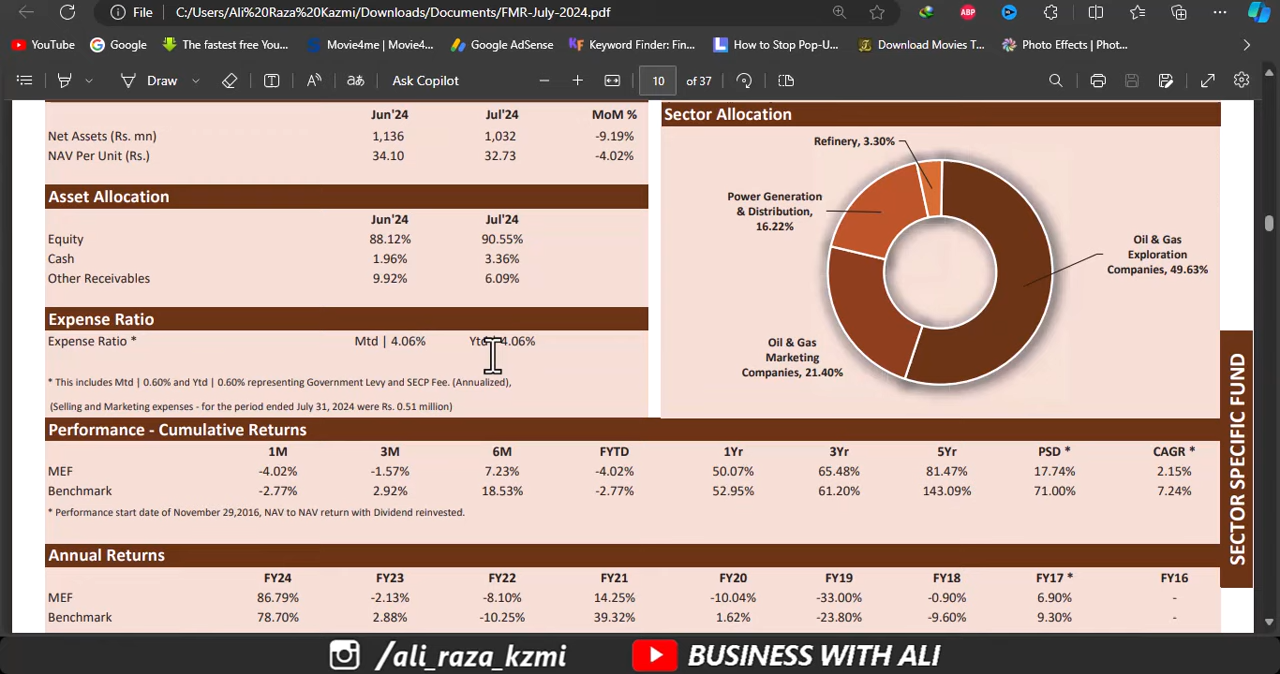 File
C:/Users/Ali%20Raza%20Kazmi/Downloads/Documents/FMR-July-2024.pdf
ABP
YouTube
Google
The fastest free You...
Movie4me | Movie4...
Google AdSense
Keyword Finder: Fin...
How to Stop Pop-U...
Download Movies T...
Photo Effects | Phot...
Draw
Ask Copilot
10 of 37
Jun'24 Jul'24 MoM %
Net Assets (Rs. mn) 1,136 1,032 -9.19%
NAV Per Unit (Rs.) 34.10 32.73 -4.02%
Asset Allocation
Jun'24 Jul'24
Equity 88.12% 90.55%
Cash 1.96% 3.36%
Other Receivables 9.92% 6.09%
Expense Ratio
Expense Ratio * Mtd | 4.06% Ytd | 4.06%
* This includes Mtd | 0.60% and Ytd | 0.60% representing Government Levy and SECP Fee. (Annualized),
(Selling and Marketing expenses - for the period ended July 31, 2024 were Rs. 0.51 million)
Sector Allocation
Refinery, 3.30%
Power Generation
& Distribution,
16.22%
Oil & Gas
Exploration
Companies, 49.63%
Oil & Gas
Marketing
Companies, 21.40%
SECTOR SPECIFIC FUND
Performance - Cumulative Returns
1M 3M 6M FYTD 1Yr 3Yr 5Yr PSD * CAGR *
MEF -4.02% -1.57% 7.23% -4.02% 50.07% 65.48% 81.47% 17.74% 2.15%
Benchmark -2.77% 2.92% 18.53% -2.77% 52.95% 61.20% 143.09% 71.00% 7.24%
* Performance start date of November 29,2016, NAV to NAV return with Dividend reinvested.
Annual Returns
FY24 FY23 FY22 FY21 FY20 FY19 FY18 FY17 * FY16
MEF 86.79% -2.13% -8.10% 14.25% -10.04% -33.00% -0.90% 6.90% -
Benchmark 78.70% 2.88% -10.25% 39.32% 1.62% -23.80% -9.60% 9.30% -
/ali_raza_kzmi
BUSINESS WITH ALI